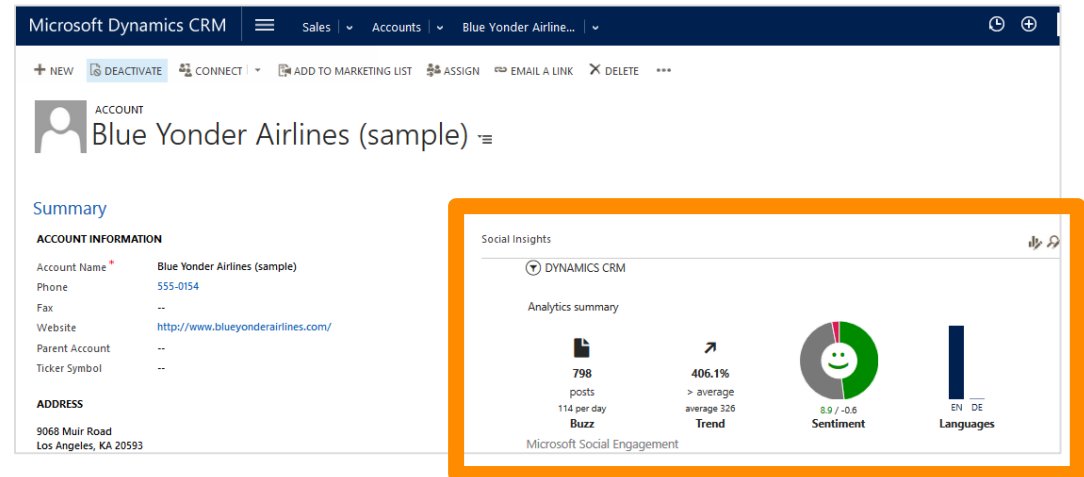 Microsoft Dynamics CRM Sales Accounts Blue Yonder Airline...
NEW DEACTIVATE CONNECT ADD TO MARKETING LIST ASSIGN EMAIL A LINK DELETE ...
ACCOUNT
Blue Yonder Airlines (sample)
Summary
ACCOUNT INFORMATION
Account Name * Blue Yonder Airlines (sample)
Phone 555-0154
Fax --
Website http://www.blueyonderairlines.com/
Parent Account --
Ticker Symbol --
ADDRESS
9068 Muir Road
Los Angeles, KA 20593
Social Insights
DYNAMICS CRM
Analytics summary
798
posts
114 per day
Buzz
406.1%
> average
average 326
Trend
8.9 / -0.6
Sentiment
EN DE
Languages
Microsoft Social Engagement